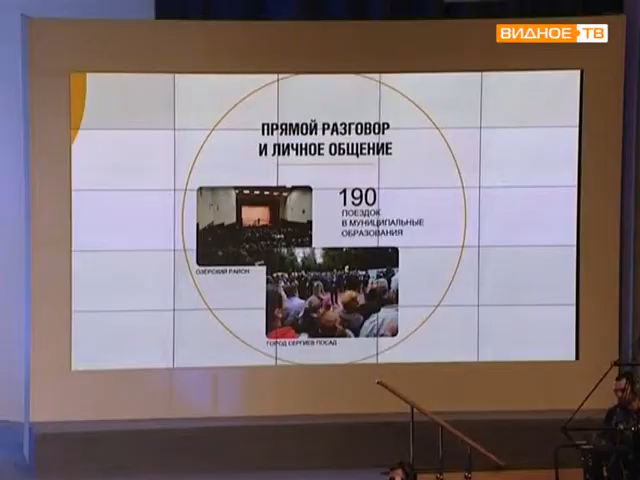 ВИДНОЕ ТВ
ПРЯМОЙ РАЗГОВОР
И ЛИЧНОЕ ОБЩЕНИЕ
190
ПОЕЗДОК
В МУНИЦИПАЛЬНЫЕ
ОБРАЗОВАНИЯ
ОЗЁРСКИЙ РАЙОН
ГОРОД СЕРГИЕВ ПОСАД